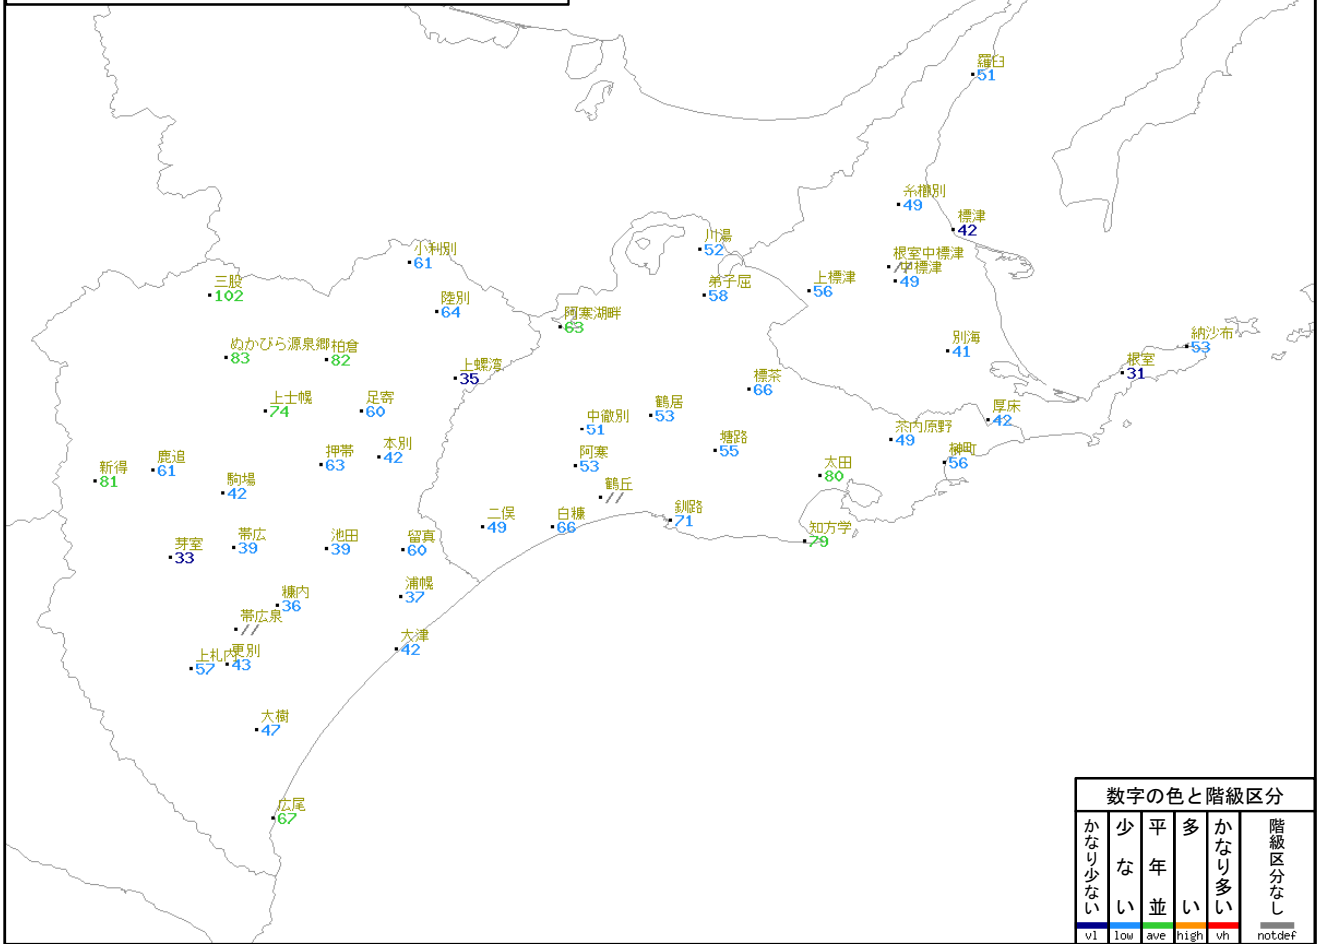 羅臼
51
糸櫛別
49
標津
42
川湯
52
根室中標津
//
中標津
49
小利別
61
上標津
56
弟子屈
58
三股
102
陸別
64
阿寒湖畔
63
納沙布
53
別海
41
ぬかびら源泉郷
83
柏倉
82
根室
31
上螺湾
35
標茶
66
上士幌
74
足寄
60
鶴居
53
厚床
42
中徹別
51
茶内原野
49
塘路
55
本別
42
押帯
63
榊町
56
鹿追
61
阿寒
53
太田
80
新得
81
駒場
42
鶴丘
//
釧路
71
二俣
49
白糠
66
知方学
79
帯広
39
池田
39
留真
60
芽室
33
浦幌
37
糠内
36
帯広泉
//
大津
42
上札内
57
更別
43
大樹
47
広尾
67
数字の色と階級区分
かなり少ない
少ない
平年並
多い
かなり多い
階級区分なし
vl
low
ave
high
vh
notdef